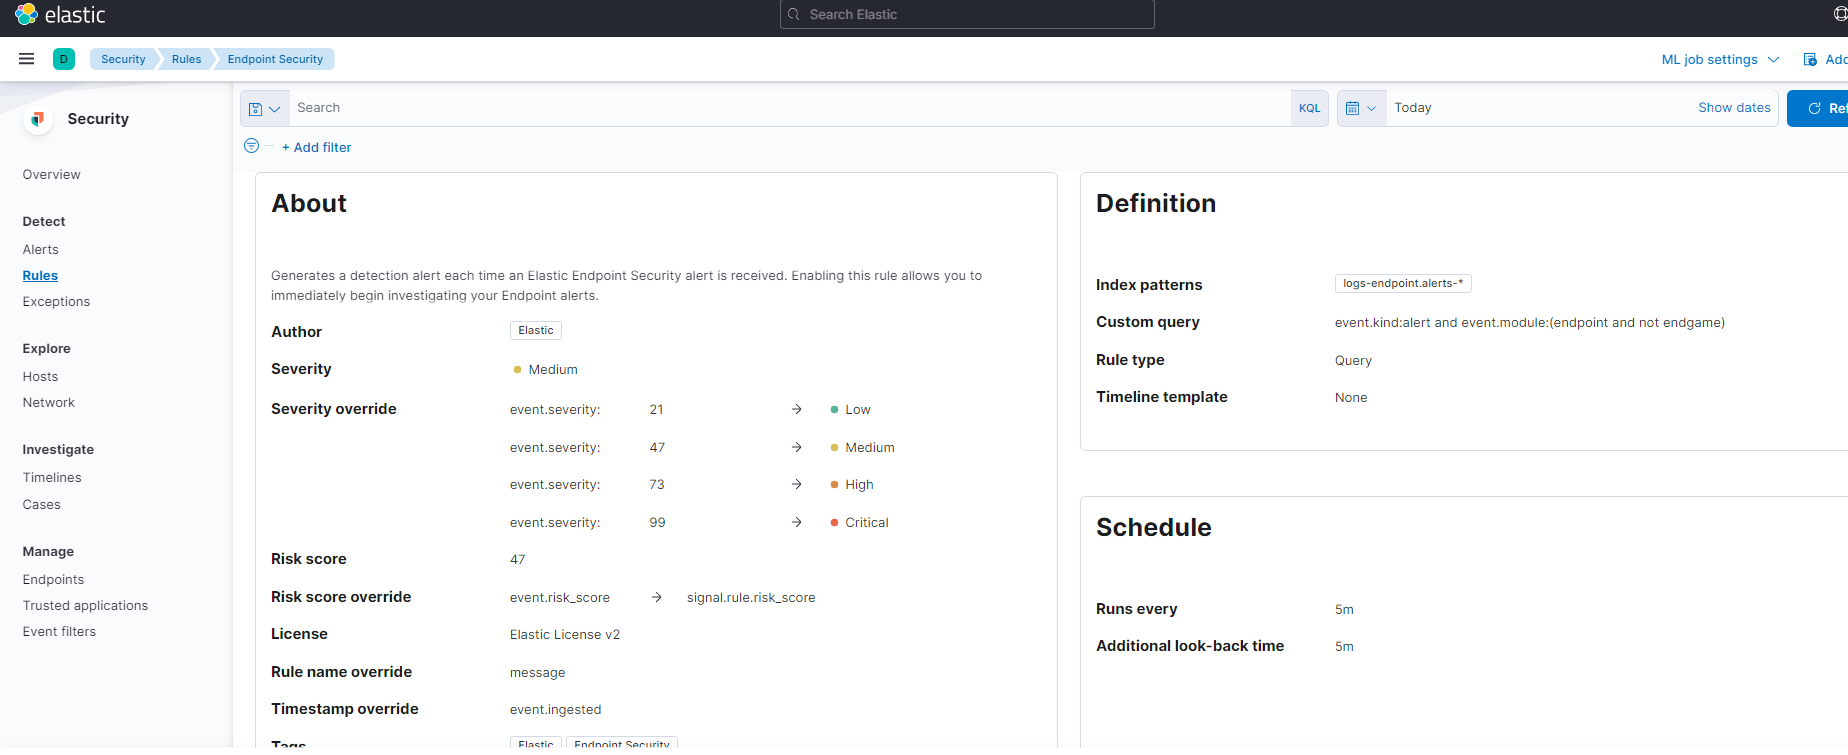 elastic
Search Elastic
D
Security
Rules
Endpoint Security
ML job settings
Security
Search
KQL
Today
Show dates
+ Add filter
Overview
Detect
Alerts
Rules
Exceptions
Explore
Hosts
Network
Investigate
Timelines
Cases
Manage
Endpoints
Trusted applications
Event filters
About
Generates a detection alert each time an Elastic Endpoint Security alert is received. Enabling this rule allows you to
immediately begin investigating your Endpoint alerts.
Author Elastic
Severity Medium
Severity override event.severity: 21 → Low
event.severity: 47 → Medium
event.severity: 73 → High
event.severity: 99 → Critical
Risk score 47
Risk score override event.risk_score → signal.rule.risk_score
License Elastic License v2
Rule name override message
Timestamp override event.ingested
Tags Elastic Endpoint Security
Definition
Index patterns logs-endpoint.alerts-*
Custom query event.kind:alert and event.module:(endpoint and not endgame)
Rule type Query
Timeline template None
Schedule
Runs every 5m
Additional look-back time 5m